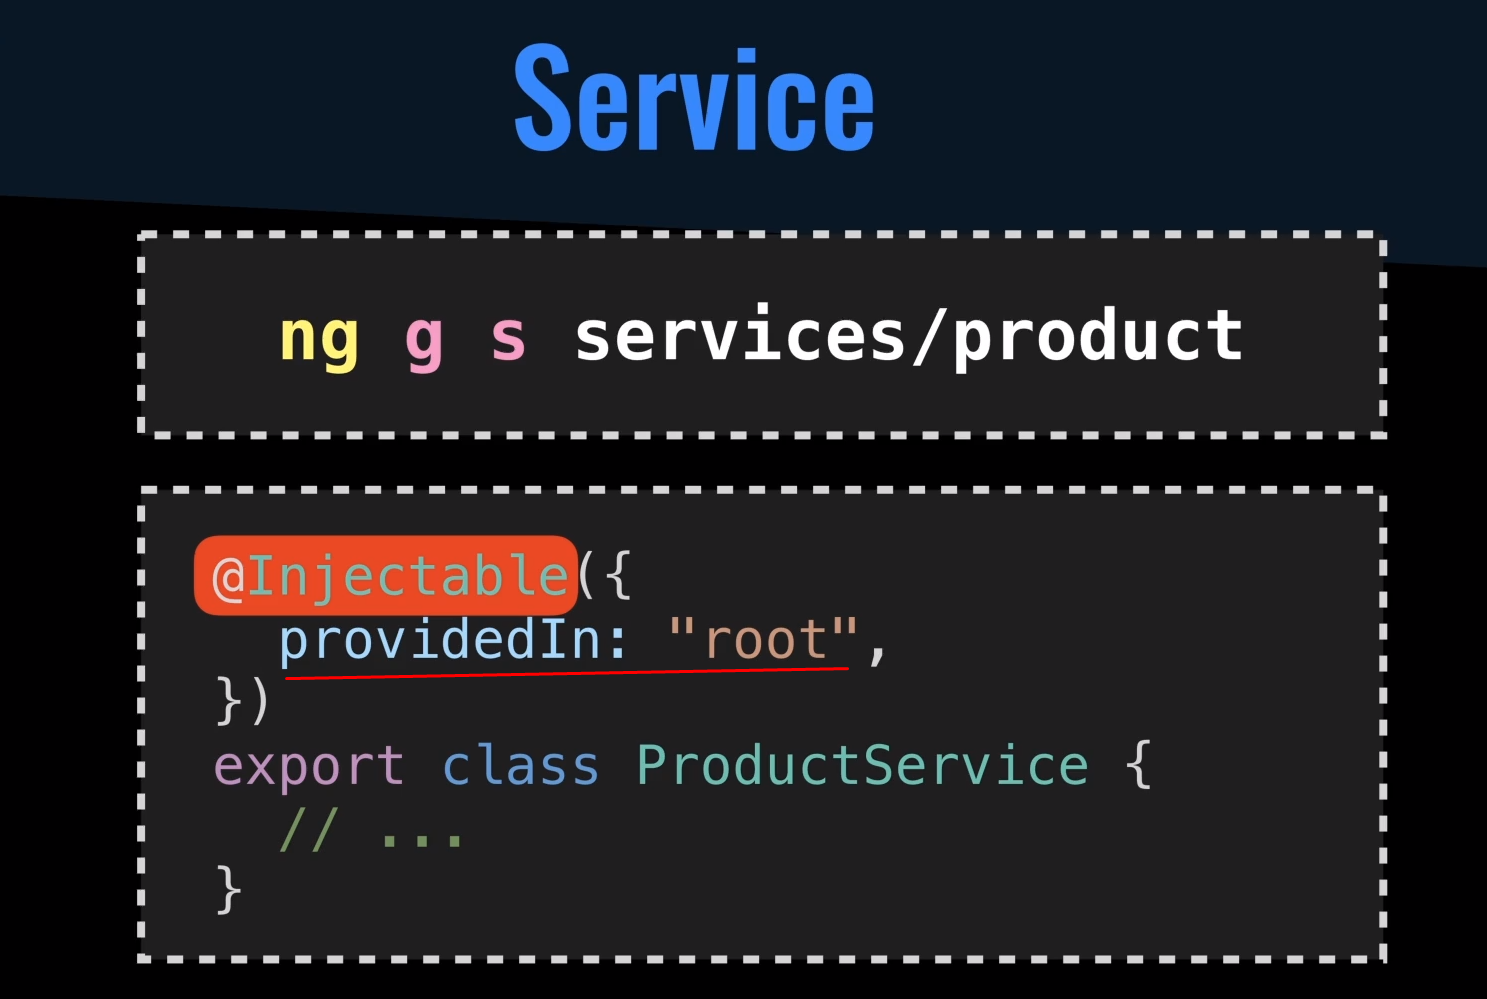 Service
ng g s services/product
@Injectable({
  providedIn: "root",
})
export class ProductService {
  // ...
}